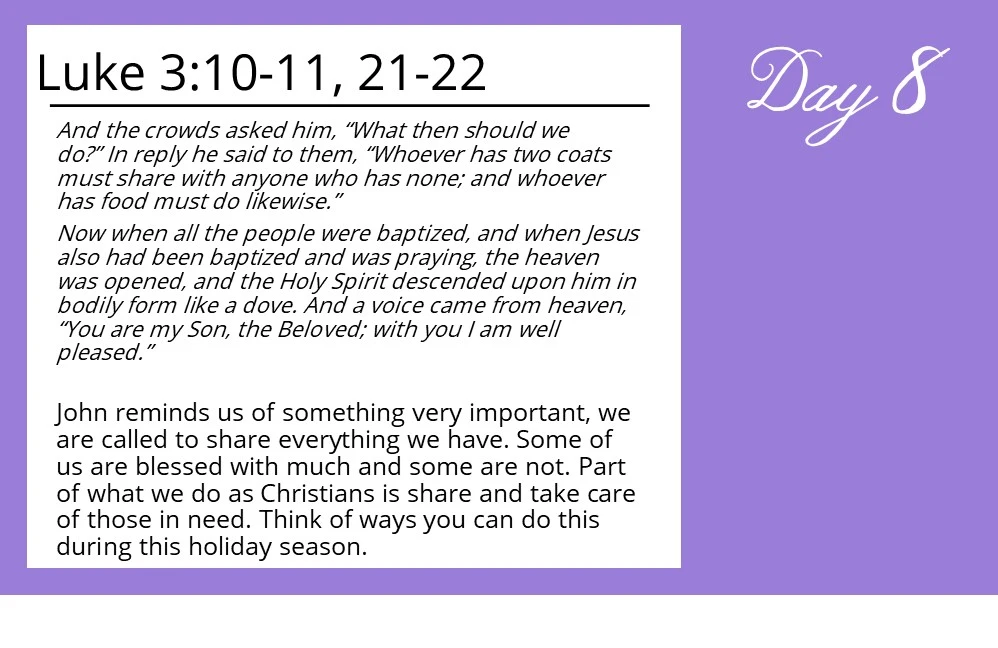 Luke 3:10-11, 21-22
Day 8
And the crowds asked him, “What then should we
do?” In reply he said to them, “Whoever has two coats
must share with anyone who has none; and whoever
has food must do likewise.”
Now when all the people were baptized, and when Jesus
also had been baptized and was praying, the heaven
was opened, and the Holy Spirit descended upon him in
bodily form like a dove. And a voice came from heaven,
“You are my Son, the Beloved; with you I am well
pleased.”
John reminds us of something very important, we
are called to share everything we have. Some of
us are blessed with much and some are not. Part
of what we do as Christians is share and take care
of those in need. Think of ways you can do this
during this holiday season.